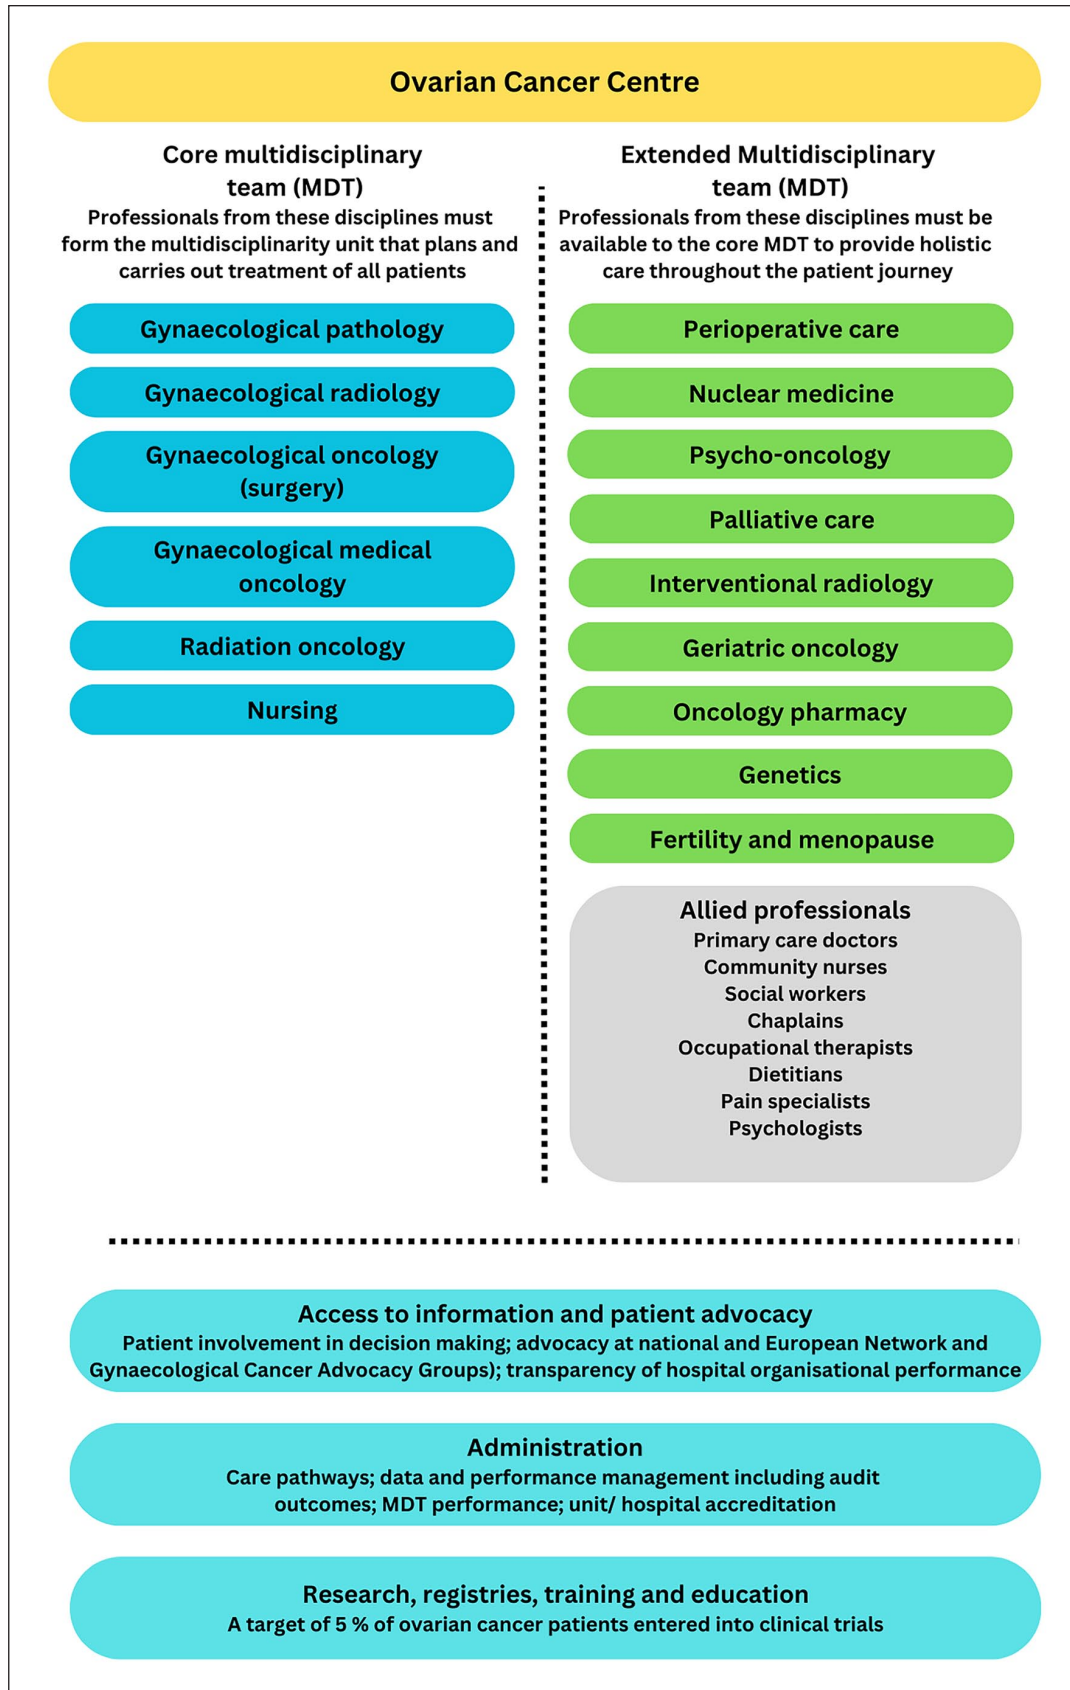 Ovarian Cancer Centre
Core multidisciplinary
team (MDT)
Professionals from these disciplines must
form the multidisciplinarity unit that plans and
carries out treatment of all patients
Gynaecological pathology
Gynaecological radiology
Gynaecological oncology
(surgery)
Gynaecological medical
oncology
Radiation oncology
Nursing
Extended Multidisciplinary
team (MDT)
Professionals from these disciplines must be
available to the core MDT to provide holistic
care throughout the patient journey
Perioperative care
Nuclear medicine
Psycho-oncology
Palliative care
Interventional radiology
Geriatric oncology
Oncology pharmacy
Genetics
Fertility and menopause
Allied professionals
Primary care doctors
Community nurses
Social workers
Chaplains
Occupational therapists
Dietitians
Pain specialists
Psychologists
Access to information and patient advocacy
Patient involvement in decision making; advocacy at national and European Network and
Gynaecological Cancer Advocacy Groups); transparency of hospital organisational performance
Administration
Care pathways; data and performance management including audit
outcomes; MDT performance; unit/ hospital accreditation
Research, registries, training and education
A target of 5 % of ovarian cancer patients entered into clinical trials